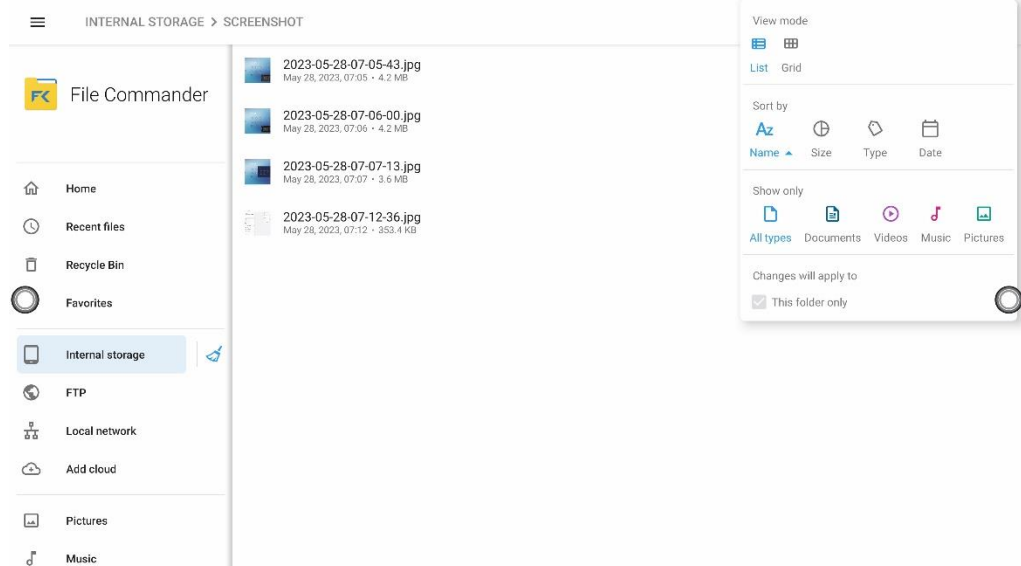 INTERNAL STORAGE > SCREENSHOT
File Commander
Home
Recent files
Recycle Bin
Favorites
Internal storage
FTP
Local network
Add cloud
Pictures
Music
2023-05-28-07-05-43.jpg
May 28, 2023, 07:05 • 4.2 MB
2023-05-28-07-06-00.jpg
May 28, 2023, 07:06 • 4.2 MB
2023-05-28-07-07-13.jpg
May 28, 2023, 07:07 • 3.6 MB
2023-05-28-07-12-36.jpg
May 28, 2023, 07:12 • 353.4 KB
View mode
List Grid
Sort by
Az
Name Size Type Date
Show only
All types Documents Videos Music Pictures
Changes will apply to
This folder only